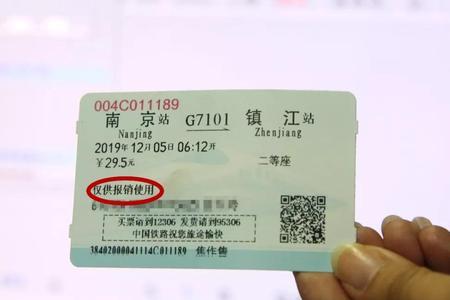 004C011189
南京站 G7101 镇江站
Nanjing Zhenjiang
2019年12月05日06:12开
￥29.5元 二等座
仅供报销使用
买票请到12306 发货请到95306
中国铁路祝您旅途愉快
38402000041114C011189 焦作售